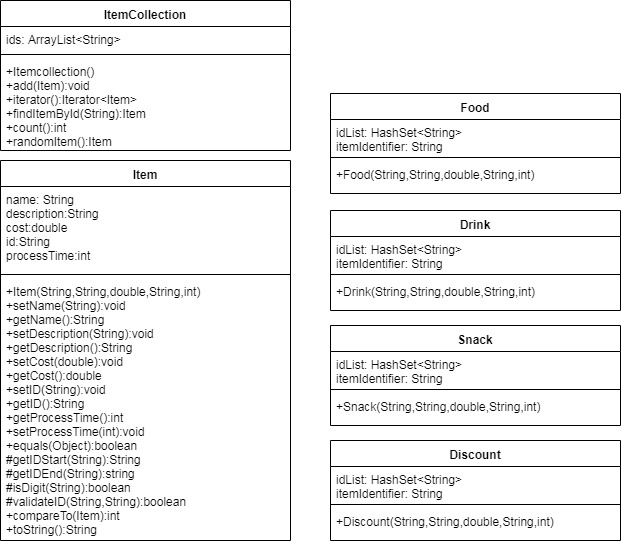 ItemCollection
ids: ArrayList<String>
+Itemcollection()
+add(Item):void
+iterator():Iterator<Item>
+findItemById(String):Item
+count():int
+randomItem():Item
Item
name: String
description:String
cost:double
id:String
processTime:int
+Item(String,String,double,String,int)
+setName(String):void
+getName():String
+setDescription(String):void
+getDescription():String
+setCost(double):void
+getCost():double
+setID(String):void
+getID():String
+getProcessTime():int
+setProcessTime(int):void
+equals(Object):boolean
#getIDStart(String):String
#getIDEnd(String):string
#isDigit(String):boolean
#validateID(String,String):boolean
+compareTo(Item):int
+toString():String
Food
idList: HashSet<String>
itemIdentifier: String
+Food(String,String,double,String,int)
Drink
idList: HashSet<String>
itemIdentifier: String
+Drink(String,String,double,String,int)
Snack
idList: HashSet<String>
itemIdentifier: String
+Snack(String,String,double,String,int)
Discount
idList: HashSet<String>
itemIdentifier: String
+Discount(String,String,double,String,int)